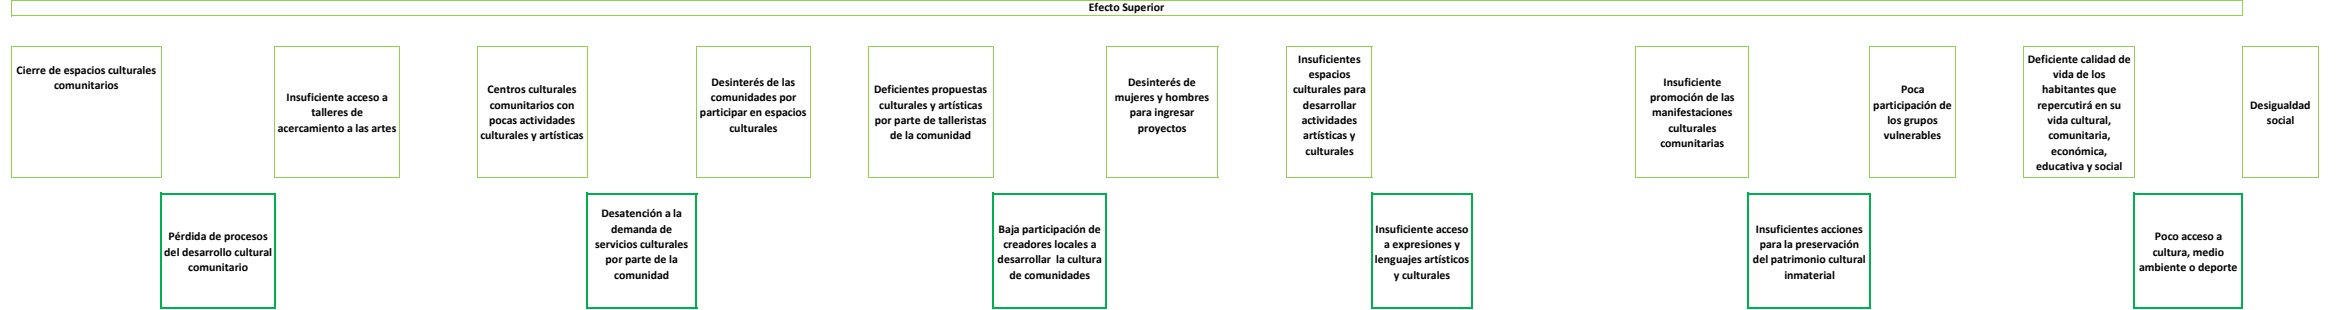 Efecto Superior
Cierre de espacios culturales
comunitarios
Insuficiente acceso a
talleres de
acercamiento a las artes
Centros culturales
comunitarios con
pocas actividades
culturales y artísticas
Desinterés de las
comunidades por
participar en espacios
culturales
Deficientes propuestas
culturales y artísticas
por parte de talleristas
de la comunidad
Desinterés de
mujeres y hombres
para ingresar
proyectos
Insuficientes
espacios
culturales para
desarrollar
actividades
artísticas y
culturales
Insuficiente
promoción de las
manifestaciones
culturales
comunitarias
Poca
participación de
los grupos
vulnerables
Deficiente calidad de
vida de los
habitantes que
repercutirá en su
vida cultural,
comunitaria,
económica,
educativa y social
Desigualdad
social
Pérdida de procesos
del desarrollo cultural
comunitario
Desatención a la
demanda de
servicios culturales
por parte de la
comunidad
Baja participación de
creadores locales a
desarrollar  la cultura
de comunidades
Insuficiente acceso
a expresiones y
lenguajes artísticos
y culturales
Insuficientes acciones
para la preservación
del patrimonio cultural
inmaterial
Poco acceso a
cultura, medio
ambiente o deporte